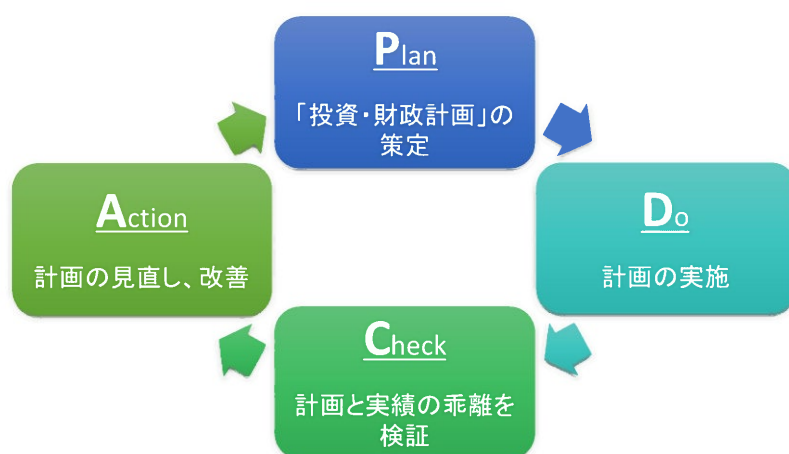 Plan
「投資・財政計画」の
策定
Do
計画の実施
Check
計画と実績の乖離を
検証
Action
計画の見直し、改善